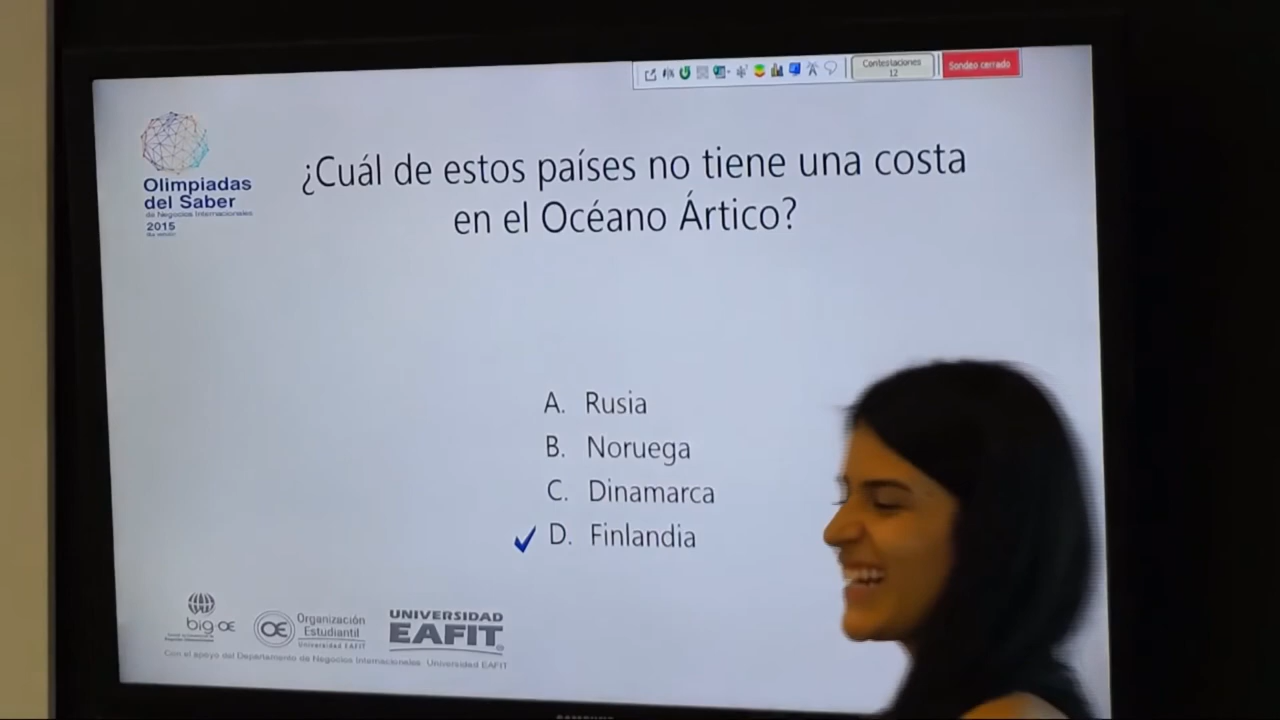 Contestaciones
12
Sondeo cerrado
Olimpiadas
del Saber
de Negocios Internacionales
2015
¿Cuál de estos países no tiene una costa
en el Océano Ártico?
A. Rusia
B. Noruega
C. Dinamarca
D. Finlandia
big œ
OE
Organización
Estudiantil
Universidad EAFIT
UNIVERSIDAD
EAFIT
Con el apoyo del Departamento de Negocios Internacionales Universidad EAFIT